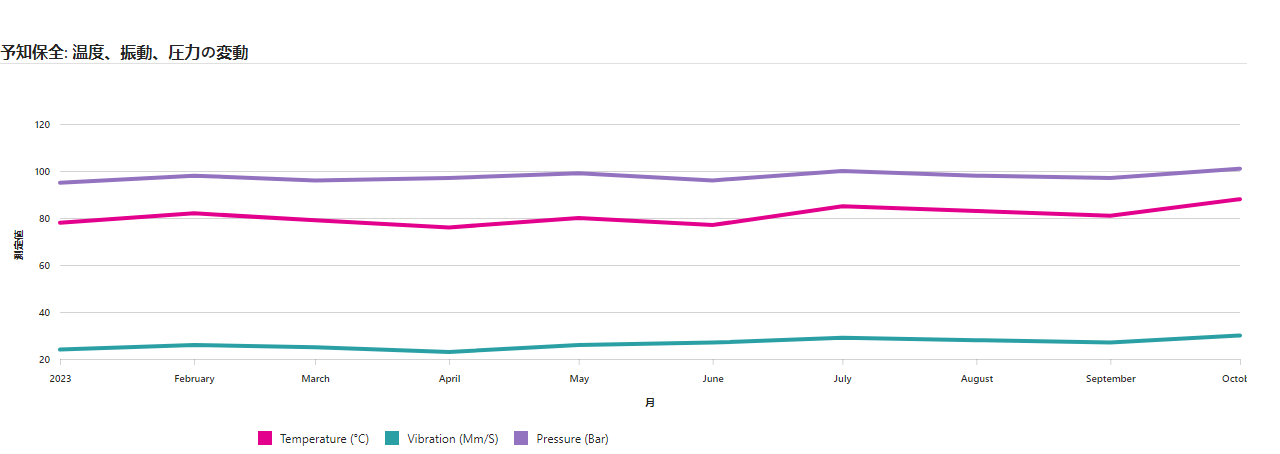 予知保全: 温度、振動、圧力の変動
120
100
80
60
40
20
測定値
2023 February March April May June July August September Octob
月
Temperature (°C) Vibration (Mm/S) Pressure (Bar)